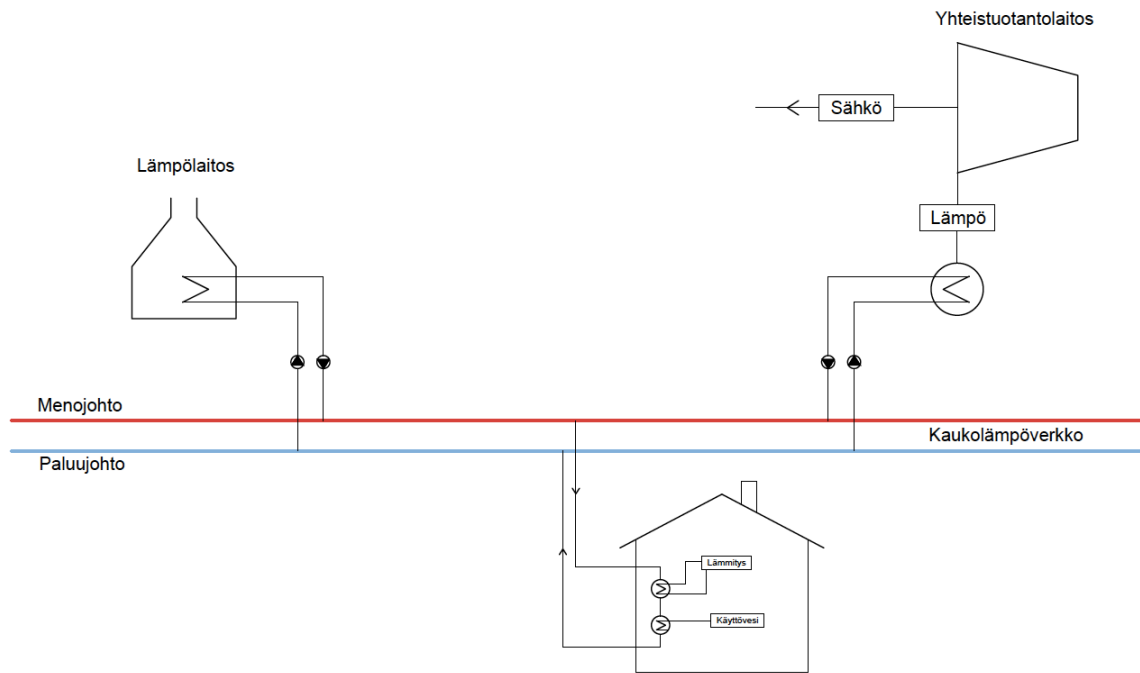 Yhteistuotantolaitos
Sähkö
Lämpölaitos
Lämpö
Menojohto
Kaukolämpöverkko
Paluujohto
Lämmitys
Käyttövesi